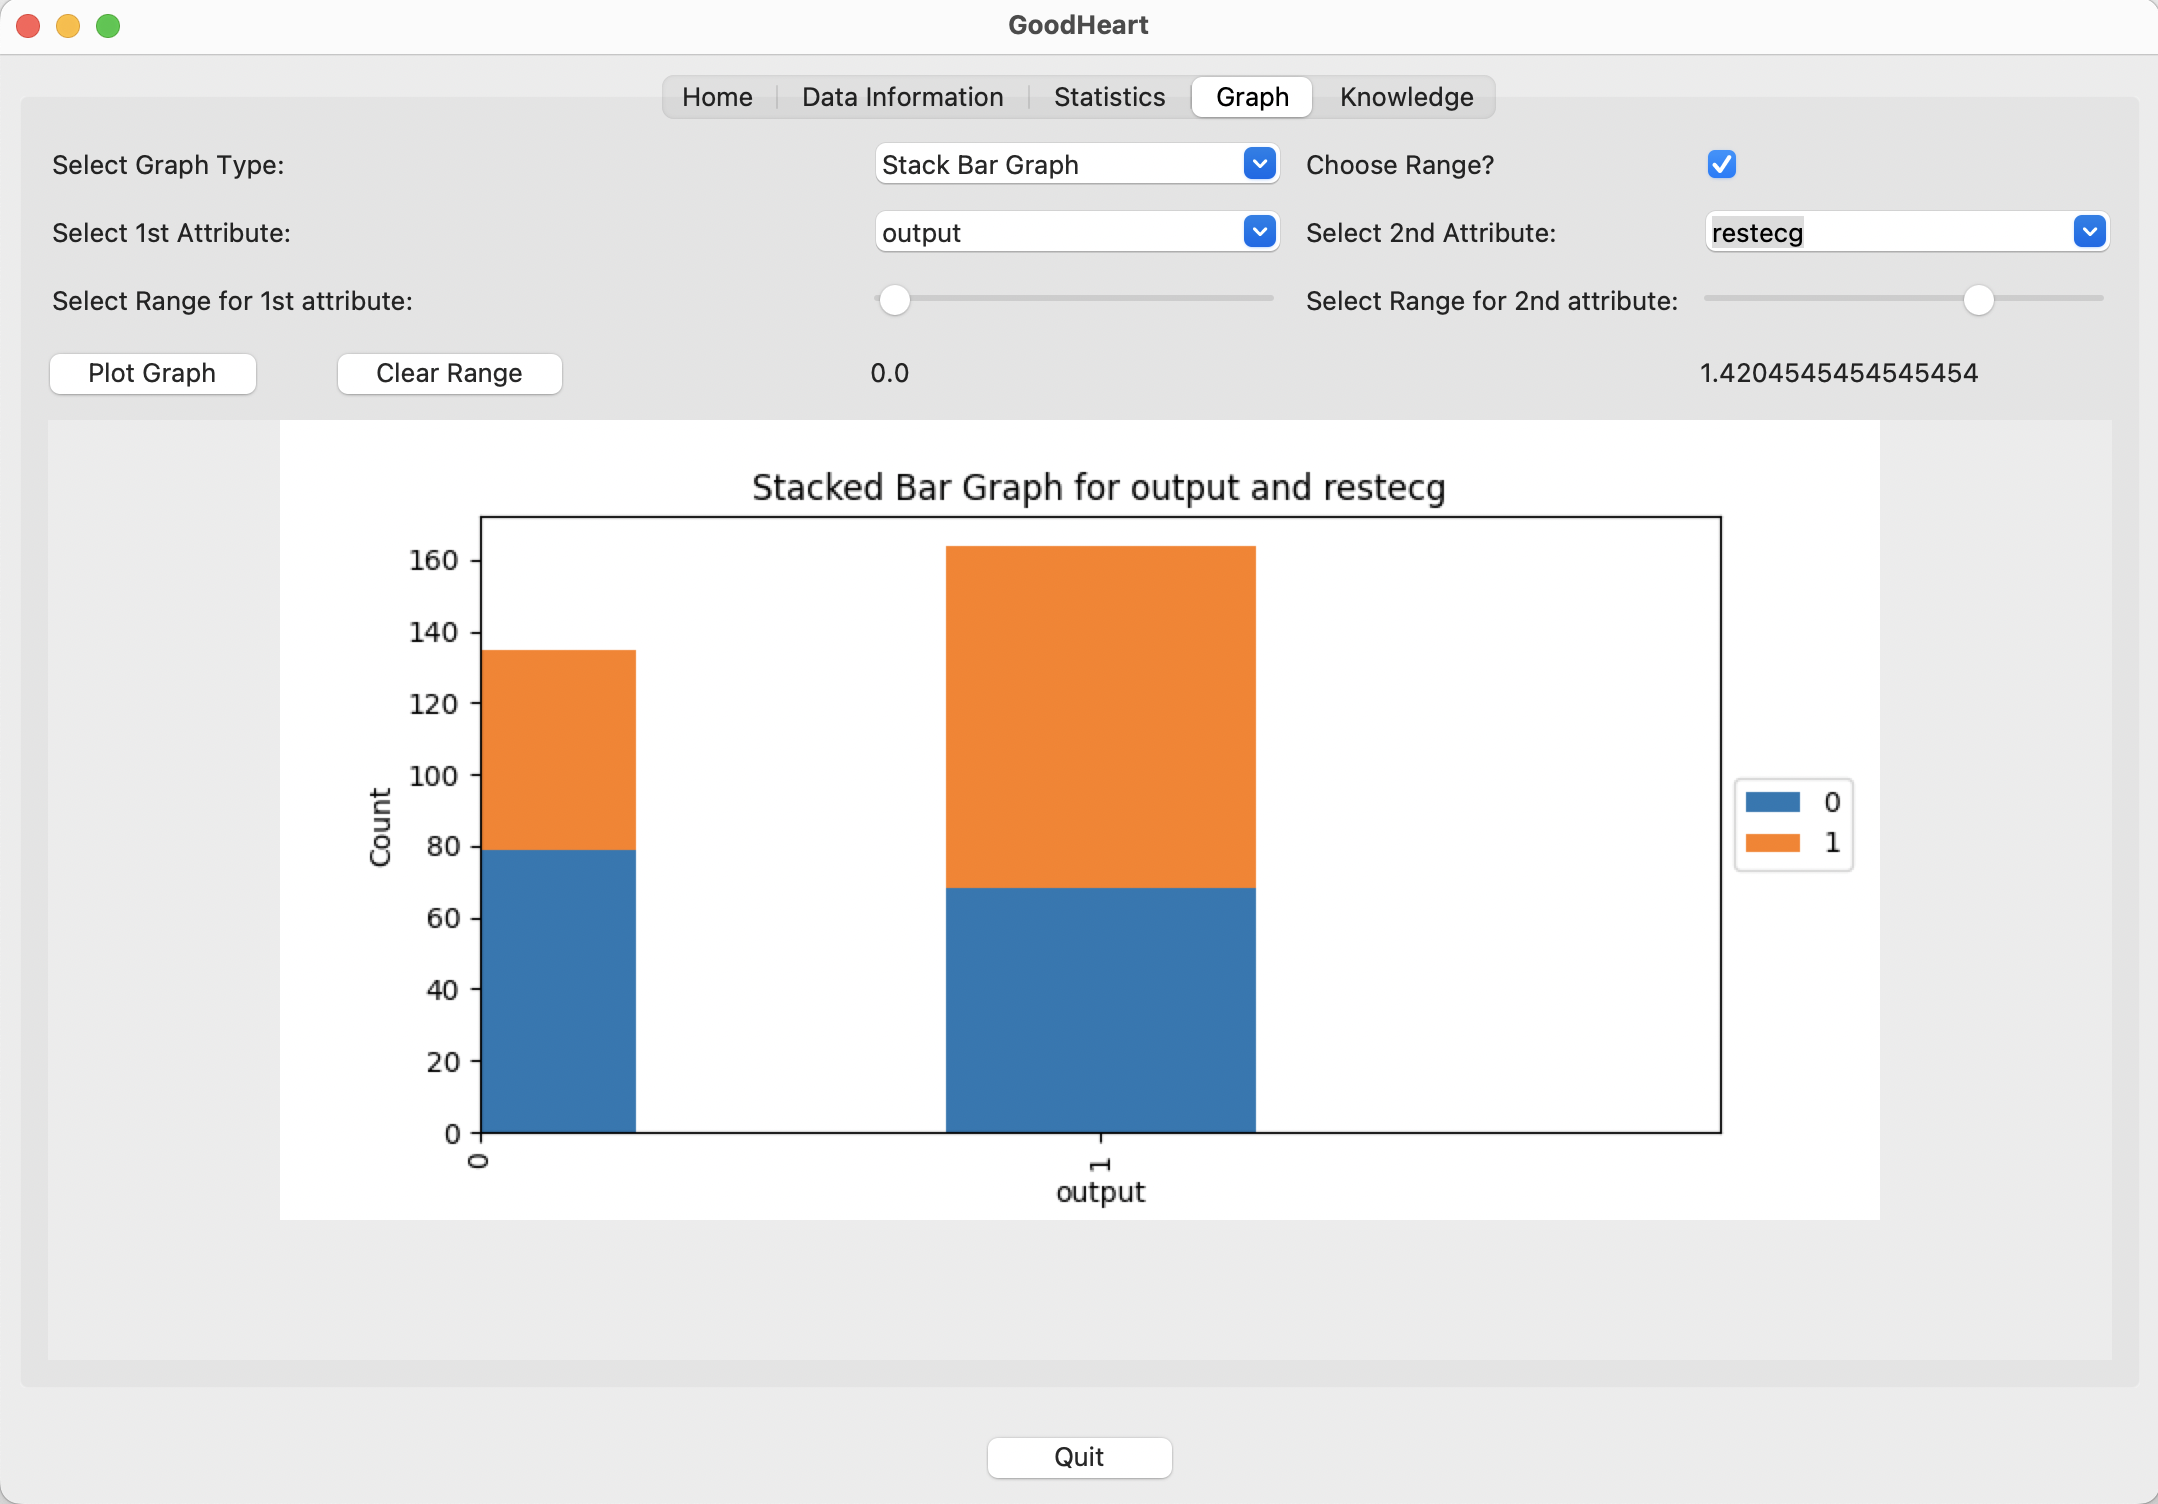 GoodHeart
Home Data Information Statistics Graph Knowledge
Select Graph Type: Stack Bar Graph Choose Range?
Select 1st Attribute: output Select 2nd Attribute: restecg
Select Range for 1st attribute: Select Range for 2nd attribute:
Plot Graph Clear Range 0.0 1.4204545454545454
Stacked Bar Graph for output and restecg
160
140
120
100
80
60
40
20
0
Count
0 1
output
0
1
Quit